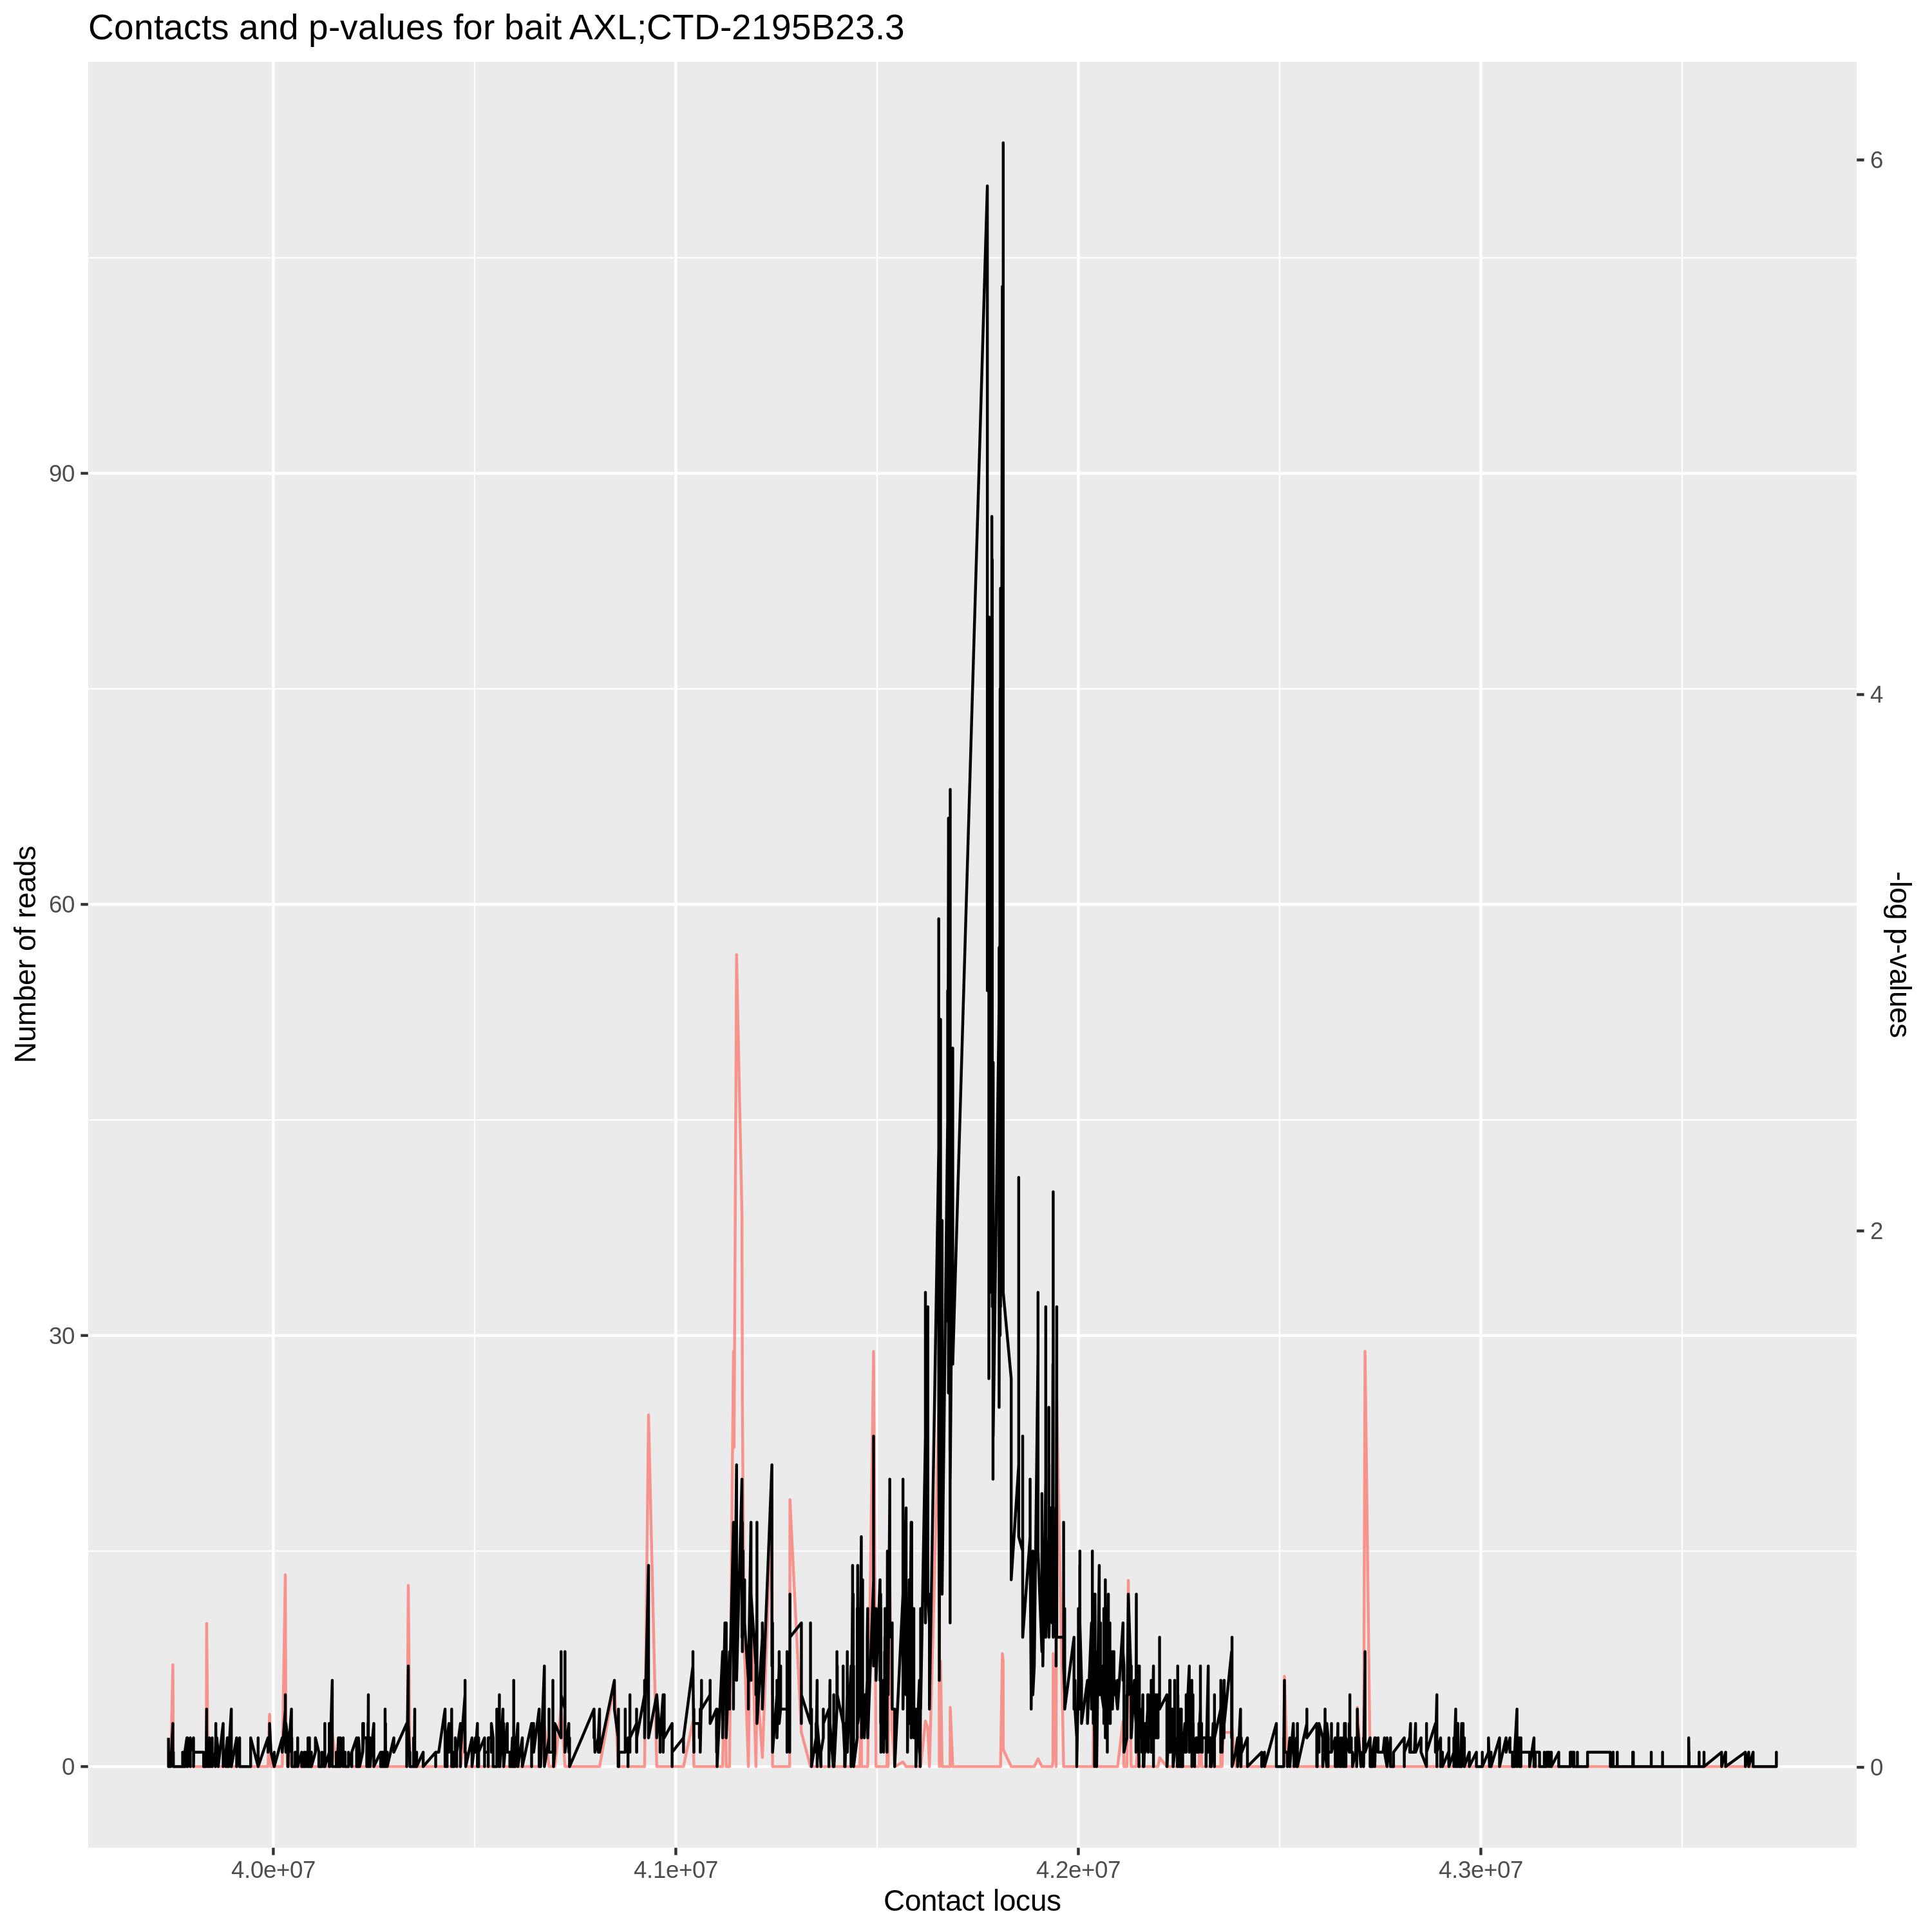 Contacts and p-values for bait AXL;CTD-2195B23.3
6
90
4
60
Number of reads
-log p-values
2
30
0
0
4.0e+07
4.1e+07
4.2e+07
4.3e+07
Contact locus